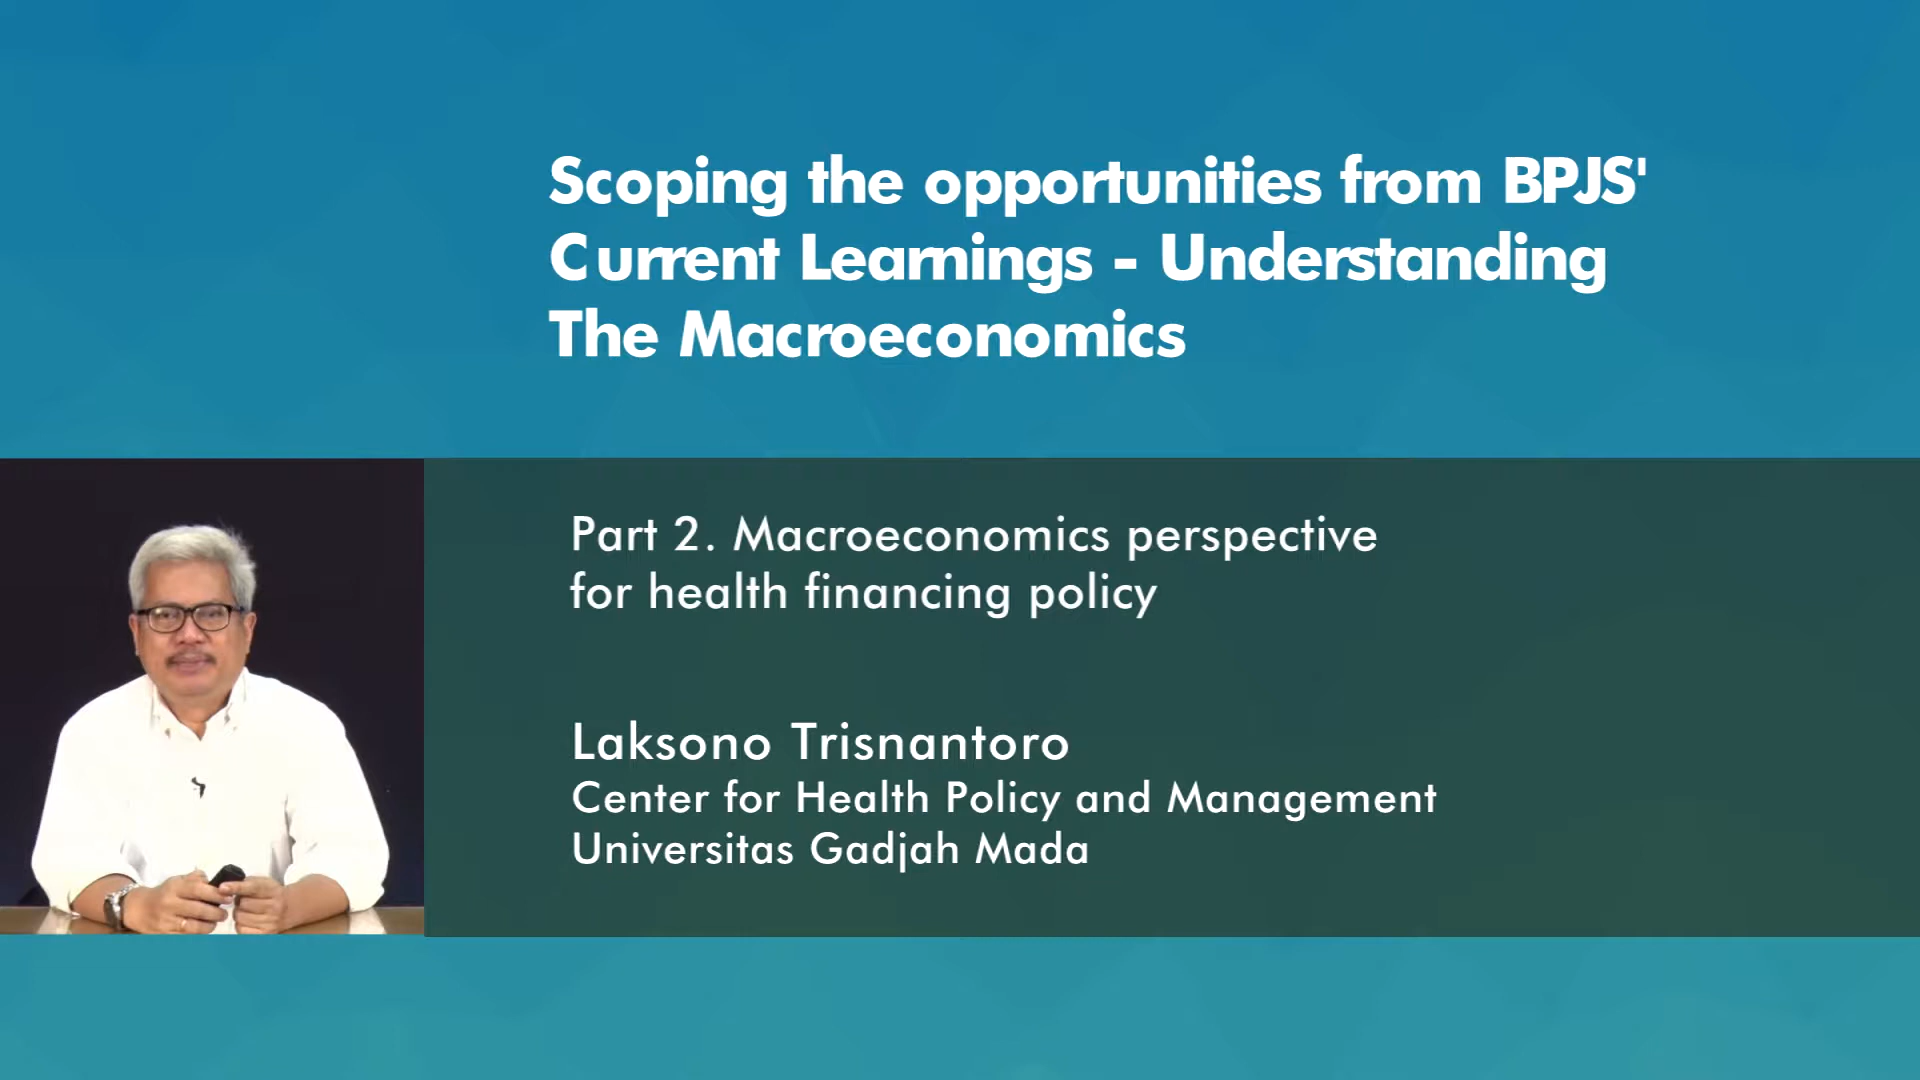 Scoping the opportunities from BPJS'
Current Learnings - Understanding
The Macroeconomics
Part 2. Macroeconomics perspective
for health financing policy
Laksono Trisnantoro
Center for Health Policy and Management
Universitas Gadjah Mada